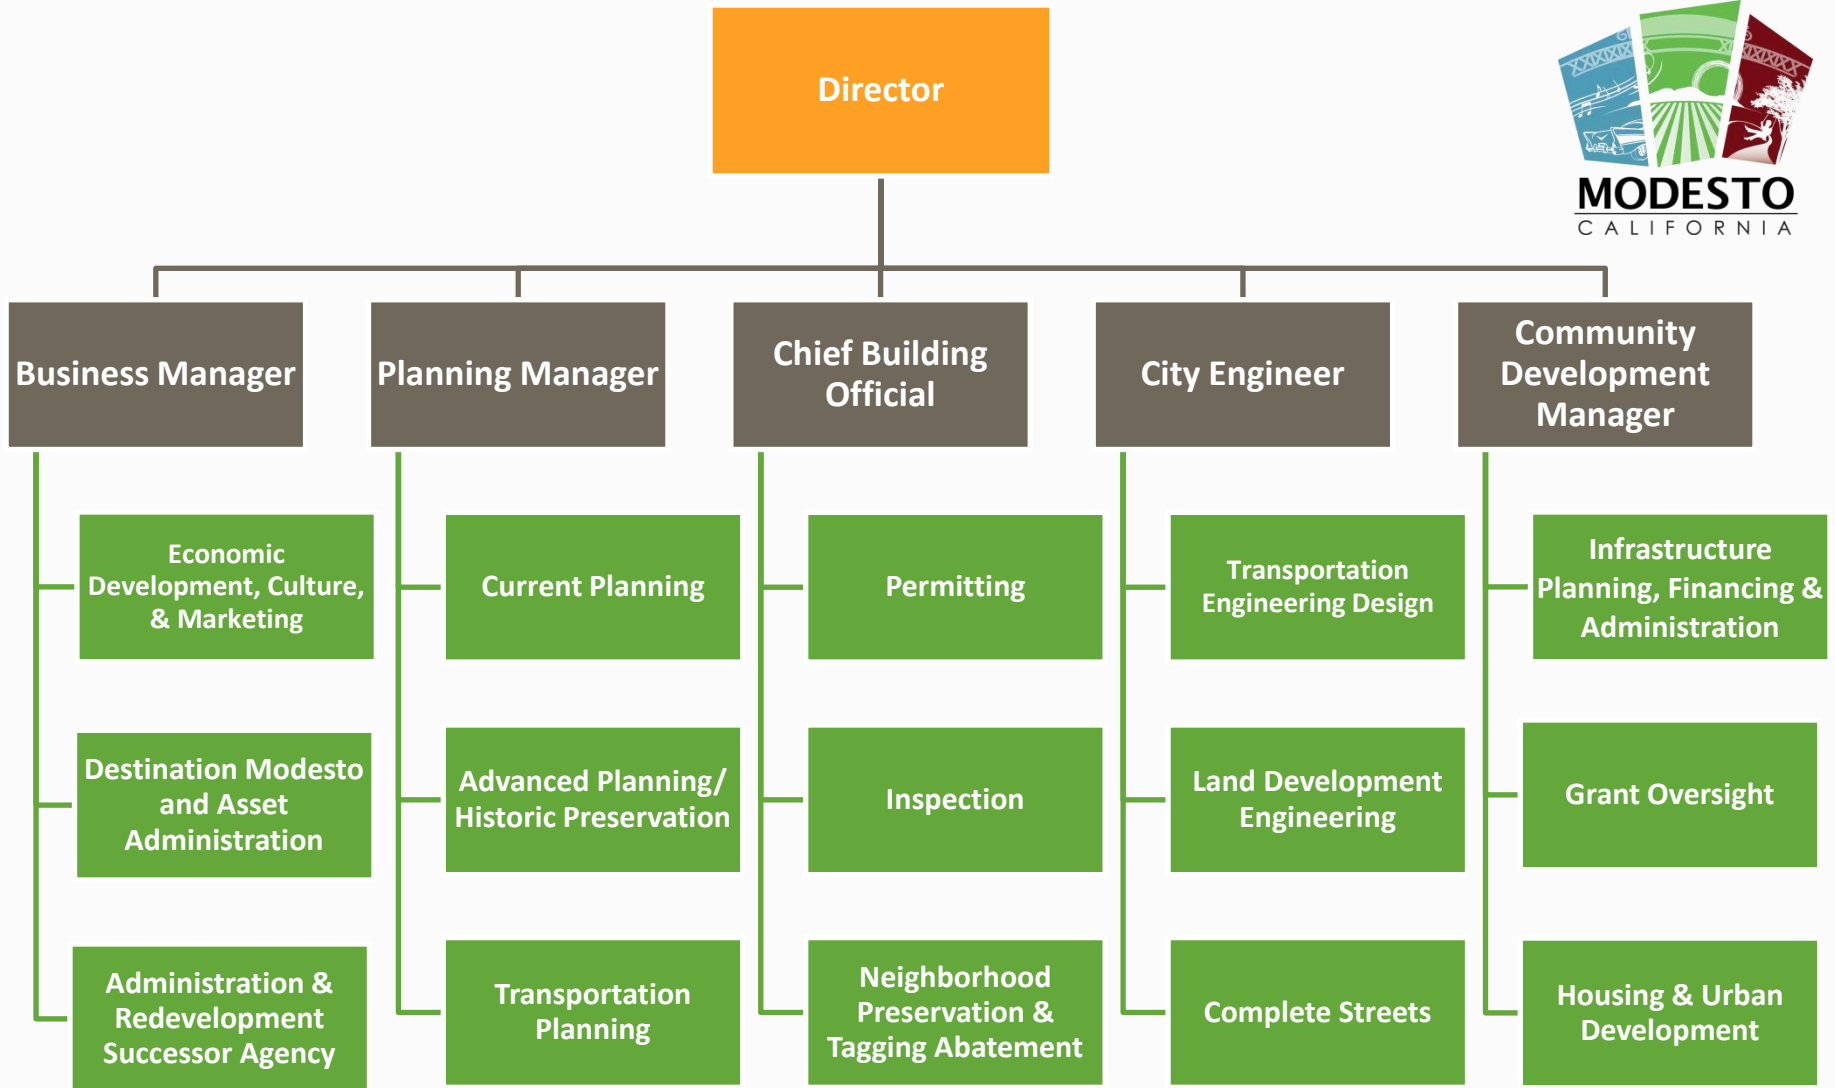 Director
MODESTO
CALIFORNIA
Business Manager
Planning Manager
Chief Building
Official
City Engineer
Community
Development
Manager
Economic
Development, Culture,
& Marketing
Current Planning
Permitting
Transportation
Engineering Design
Infrastructure
Planning, Financing &
Administration
Destination Modesto
and Asset
Administration
Advanced Planning/
Historic Preservation
Inspection
Land Development
Engineering
Grant Oversight
Administration &
Redevelopment
Successor Agency
Transportation
Planning
Neighborhood
Preservation &
Tagging Abatement
Complete Streets
Housing & Urban
Development